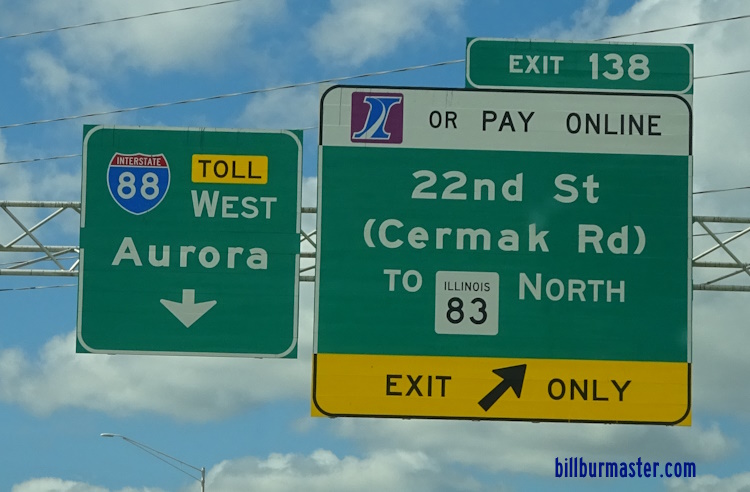 INTERSTATE
88
TOLL
WEST
Aurora
EXIT 138
I OR PAY ONLINE
22nd St
(Cermak Rd)
TO ILLINOIS 83 NORTH
EXIT ONLY
billburmaster.com